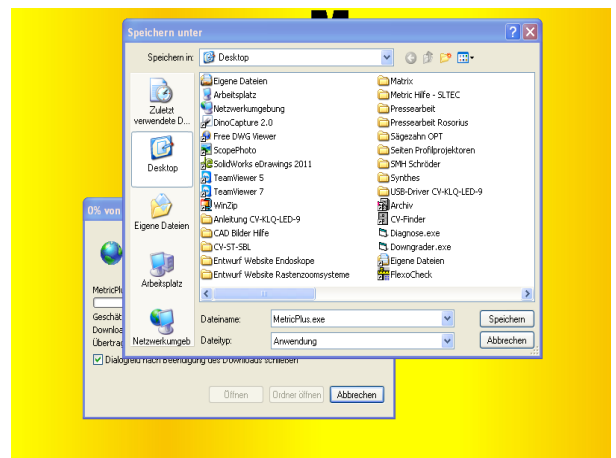 M
Speichern unter
Speichern in:
Desktop
Zuletzt
verwendete D...
Desktop
Eigene Dateien
Arbeitsplatz
Netzwerkumgeb
Eigene Dateien
Arbeitsplatz
Netzwerkumgebung
DinoCapture 2.0
Free DWG Viewer
ScopePhoto
SolidWorks eDrawings 2011
TeamViewer 5
TeamViewer 7
WinZip
Anleitung CV-KLQ-LED-9
CAD Bilder Hilfe
CV-ST-SBL
Entwurf Website Endoskope
Entwurf Website Rastenzoomsysteme
Matrix
Metric Hilfe - SLTEC
Pressearbeit
Pressearbeit Rosorius
Sägezahn OPT
Seiten Profilprojektoren
SMH Schröder
Synthes
USB-Driver CV-KLQ-LED-9
Archiv
CV-Finder
Diagnose.exe
Downgrader.exe
Eigene Dateien
FlexoCheck
Dateiname:
MetricPlus.exe
Speichern
Dateityp:
Anwendung
Abbrechen
0% von
MetricPl
Geschät
Downloa
Übertrag
Dialogfeld nach Beendigung des Downloads schließen
Öffnen
Ordner öffnen
Abbrechen